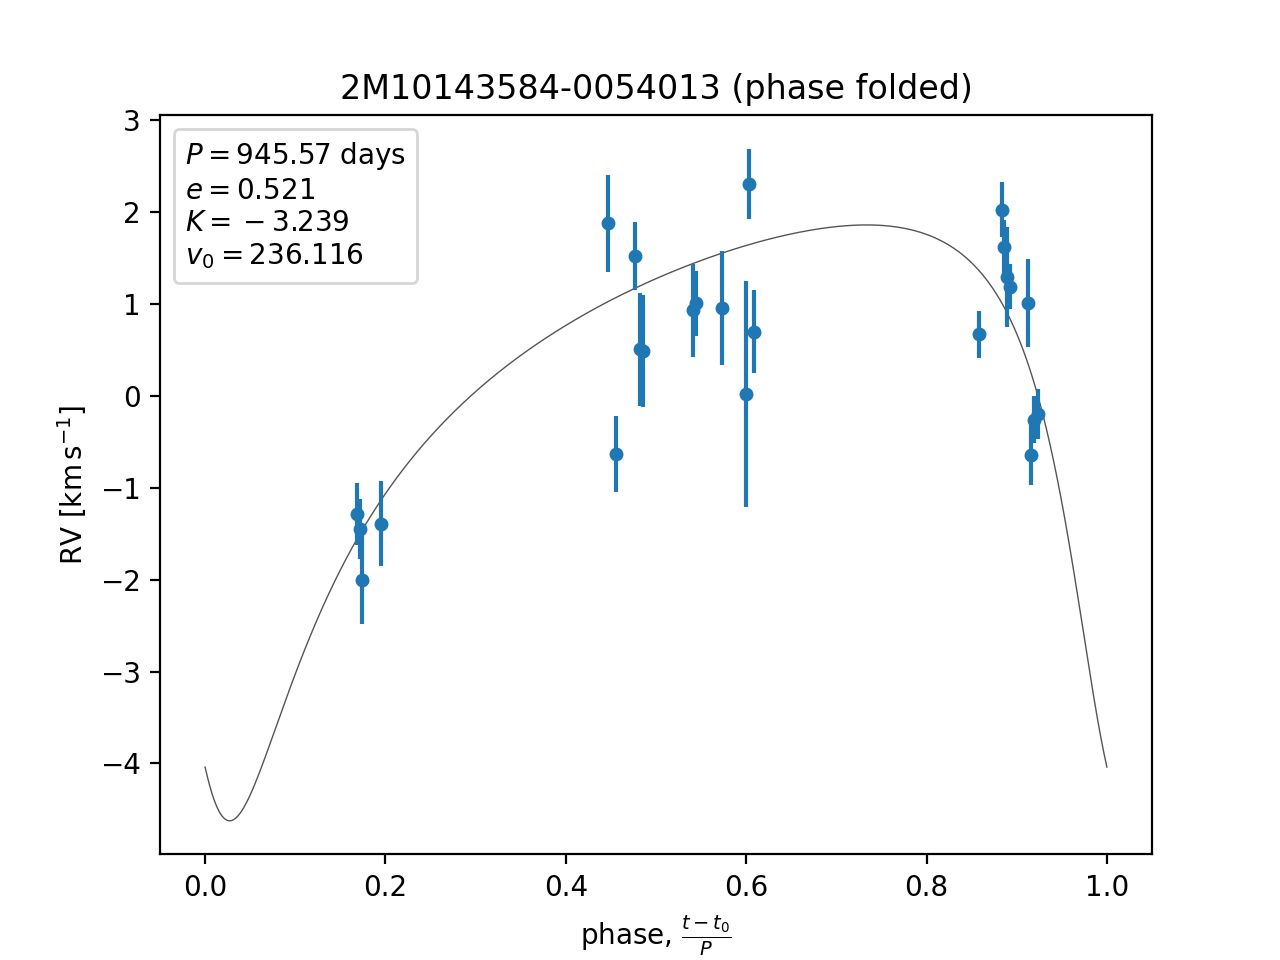 2M10143584-0054013 (phase folded)
P = 945.57 days
e = 0.521
K = −3.239
v₀ = 236.116
3
2
1
0
−1
−2
−3
−4
RV [km s⁻¹]
0.0 0.2 0.4 0.6 0.8 1.0
phase, (t − t₀)/P